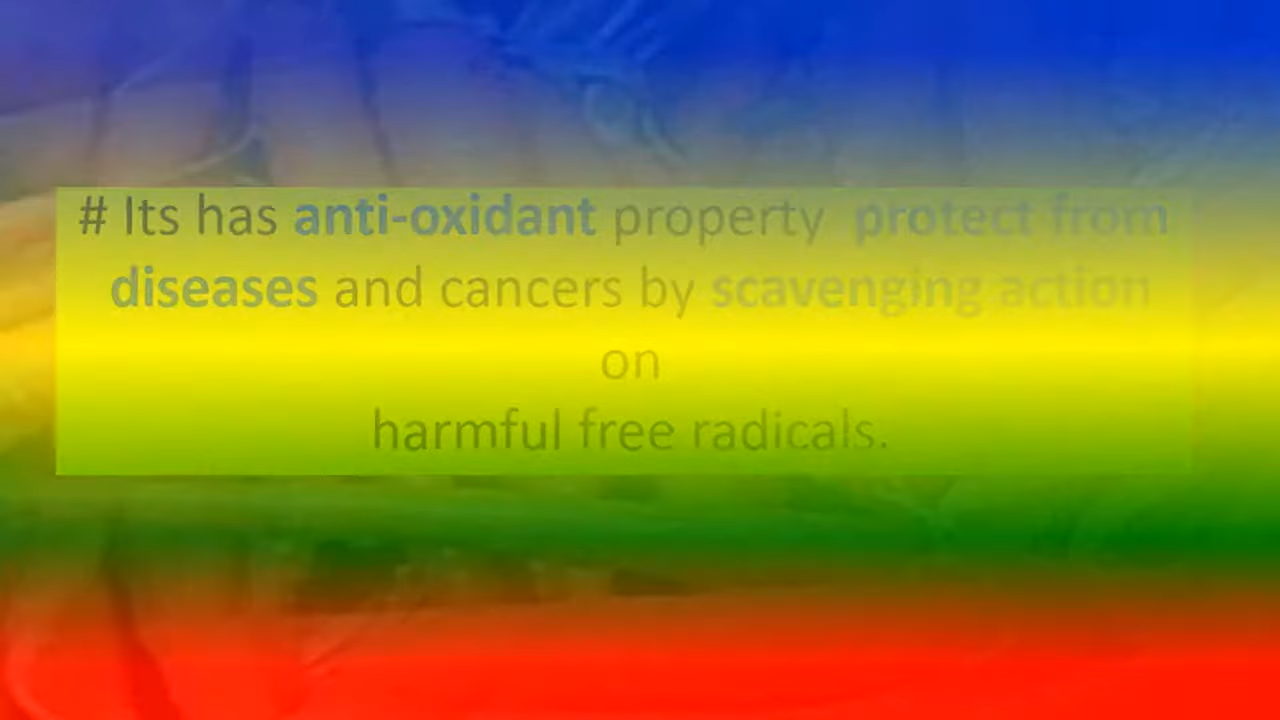 # Its has anti-oxidant property protect from
diseases and cancers by scavenging action
on
harmful free radicals.